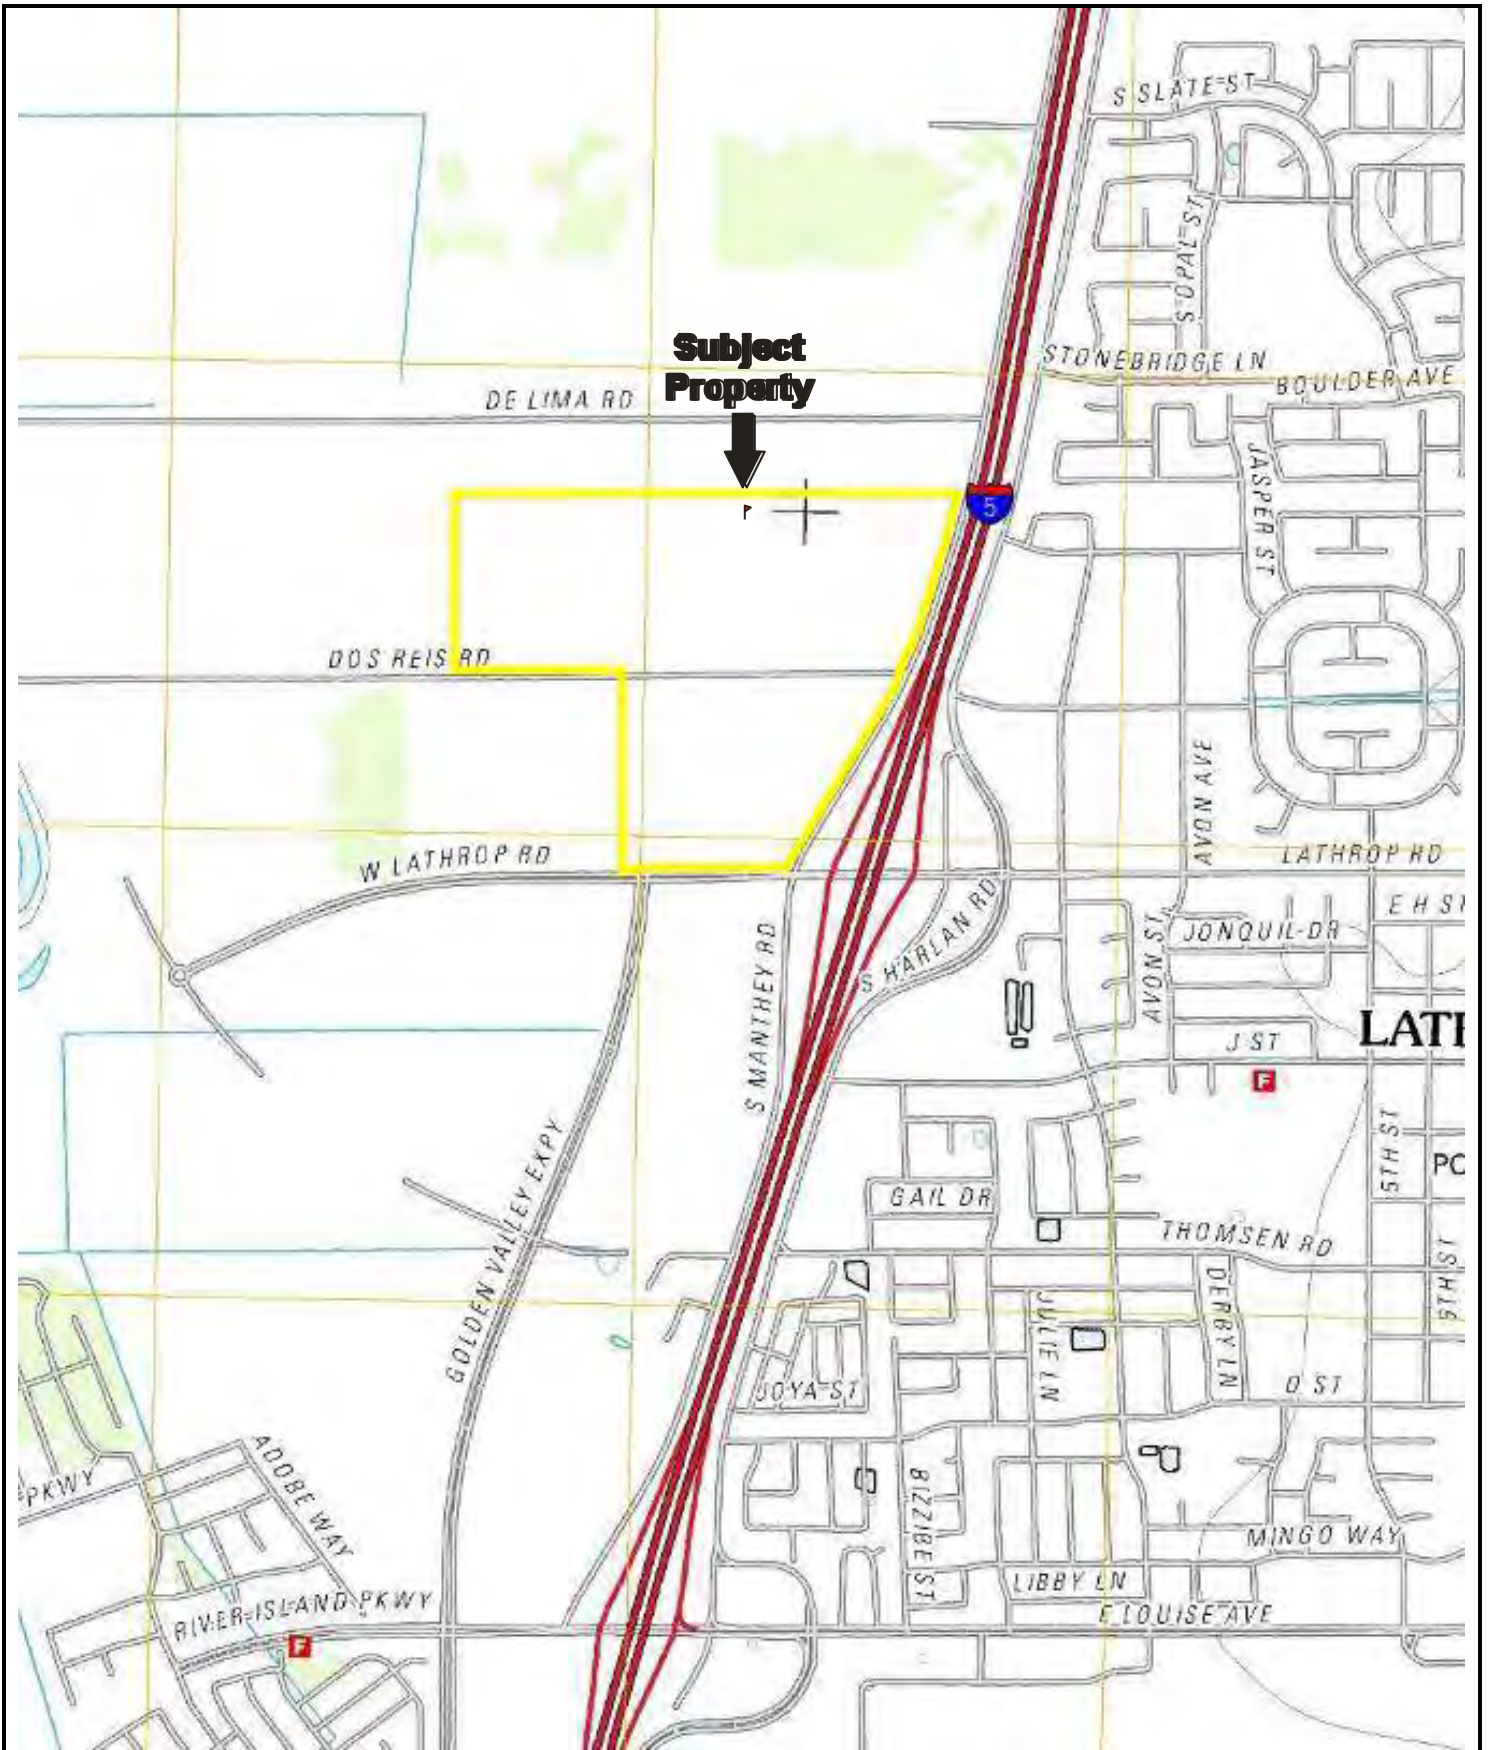 S SLATE ST
S OPAL ST
Subject
Property
STONEBRIDGE LN
BOULDER AVE
DE LIMA RD
JASPER ST
5
DOS REIS RD
AVON AVE
W LATHROP RD
LATHROP RD
E H ST
S HARLAN RD
JONQUIL DR
AVON ST
S MANTHEY RD
LATH
J ST
F
5TH ST
PO
GOLDEN VALLEY EXPY
GAIL DR
THOMSEN RD
JULIE LN
DERBY LN
JOYA ST
O ST
PKWY
ADOBE WAY
BIZZIBE ST
MINGO WAY
LIBBY LN
RIVER ISLAND PKWY
E LOUISE AVE
F